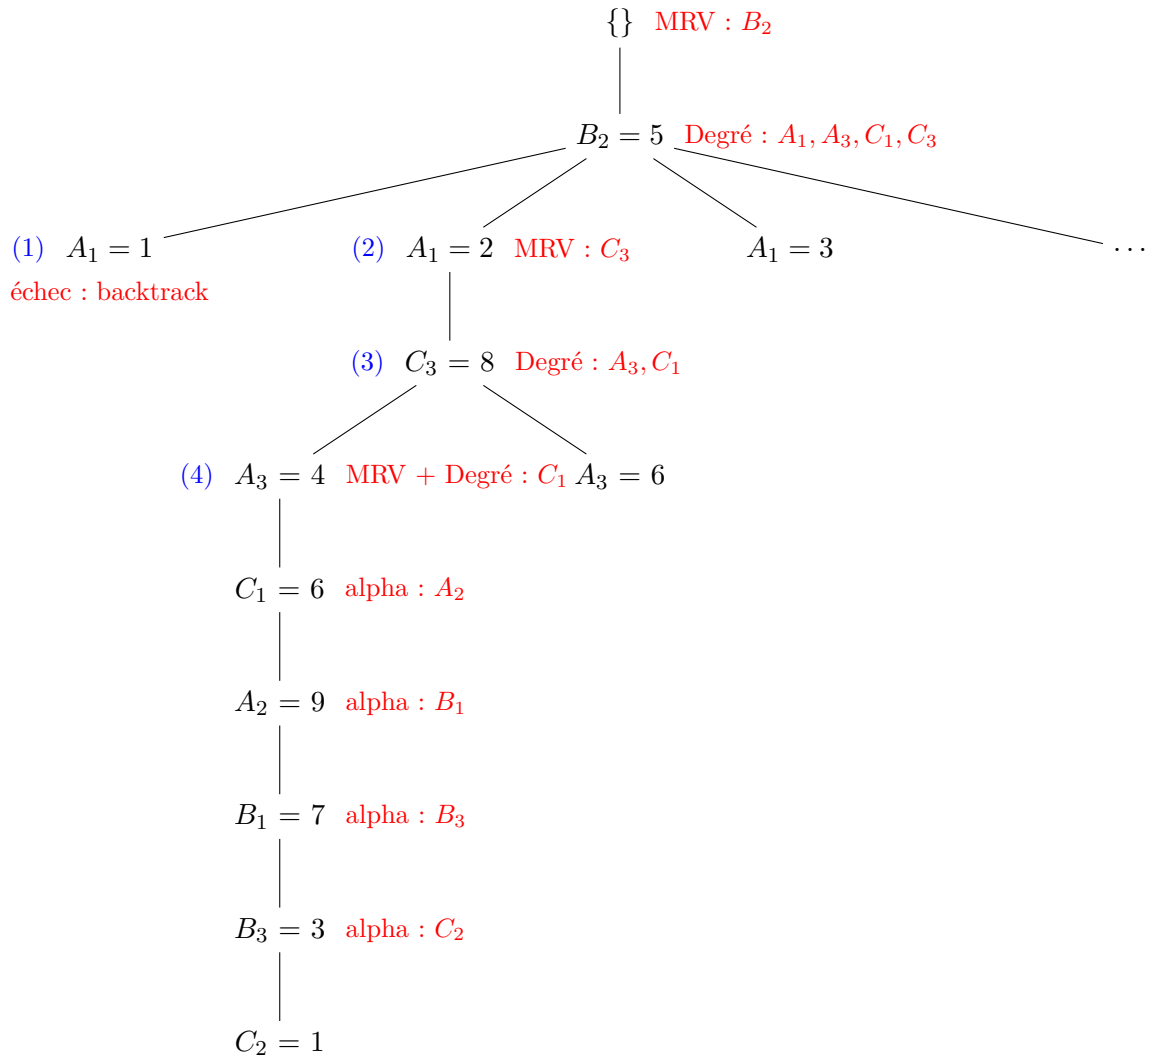 {} MRV : B₂
B₂ = 5 Degré : A₁, A₃, C₁, C₃
(1) A₁ = 1 (2) A₁ = 2 MRV : C₃ A₁ = 3 ···
échec : backtrack
(3) C₃ = 8 Degré : A₃, C₁
(4) A₃ = 4 MRV + Degré : C₁ A₃ = 6
C₁ = 6 alpha : A₂
A₂ = 9 alpha : B₁
B₁ = 7 alpha : B₃
B₃ = 3 alpha : C₂
C₂ = 1